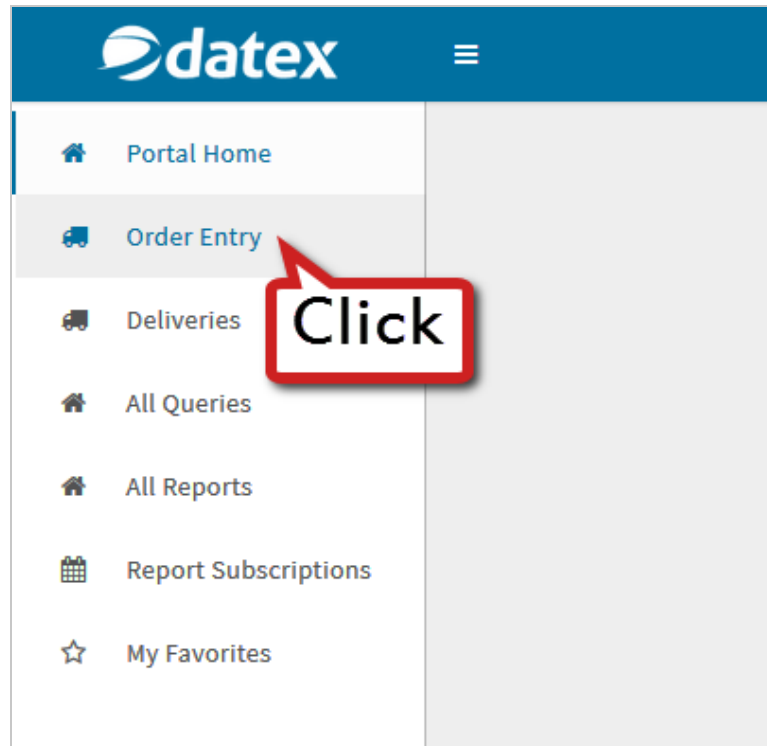 datex
Portal Home
Order Entry
Deliveries
Click
All Queries
All Reports
Report Subscriptions
My Favorites